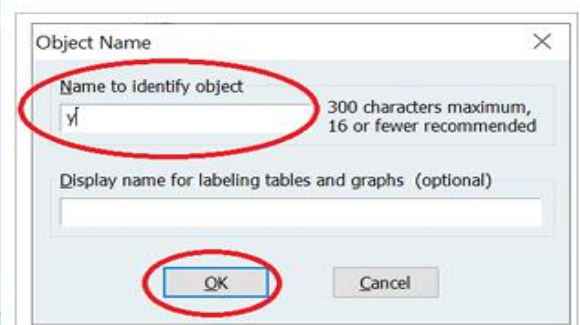 Object Name
Name to identify object
y
300 characters maximum,
16 or fewer recommended
Display name for labeling tables and graphs (optional)
OK
Cancel